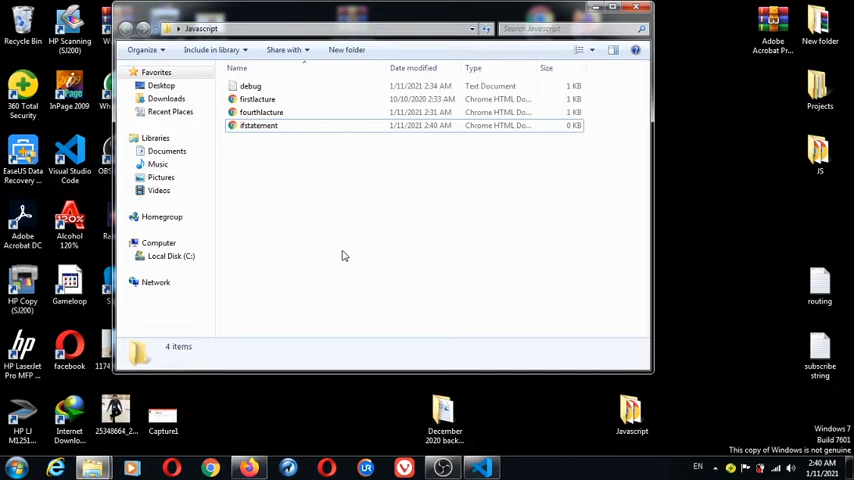 Recycle Bin
HP Scanning (SJ200)
360 Total Security
InPage 2009
EaseUS Data Recovery ...
Visual Studio Code
OBS
Adobe Acrobat DC
Alcohol 120%
HP Copy (SJ200)
Gameloop
HP LaserJet Pro MFP ...
facebook
1174
HP LJ M1251...
Internet Downlo...
25348664_2...
Capture1
Javascript
Search Javascript
Organize
Include in library
Share with
New folder
Name
Date modified
Type
Size
debug
1/11/2021 2:34 AM
Text Document
1 KB
firstlacture
10/10/2020 2:33 AM
Chrome HTML Do...
1 KB
fourthlacture
1/11/2021 2:31 AM
Chrome HTML Do...
1 KB
ifstatement
1/11/2021 2:40 AM
Chrome HTML Do...
0 KB
Favorites
Desktop
Downloads
Recent Places
Libraries
Documents
Music
Pictures
Videos
Homegroup
Computer
Local Disk (C:)
Network
4 items
Adobe Acrobat Pr...
New folder
Projects
JS
routing
subscribe string
December 2020 back...
Javascript
Windows 7
Build 7601
This copy of Windows is not genuine
EN
2:40 AM
1/11/2021